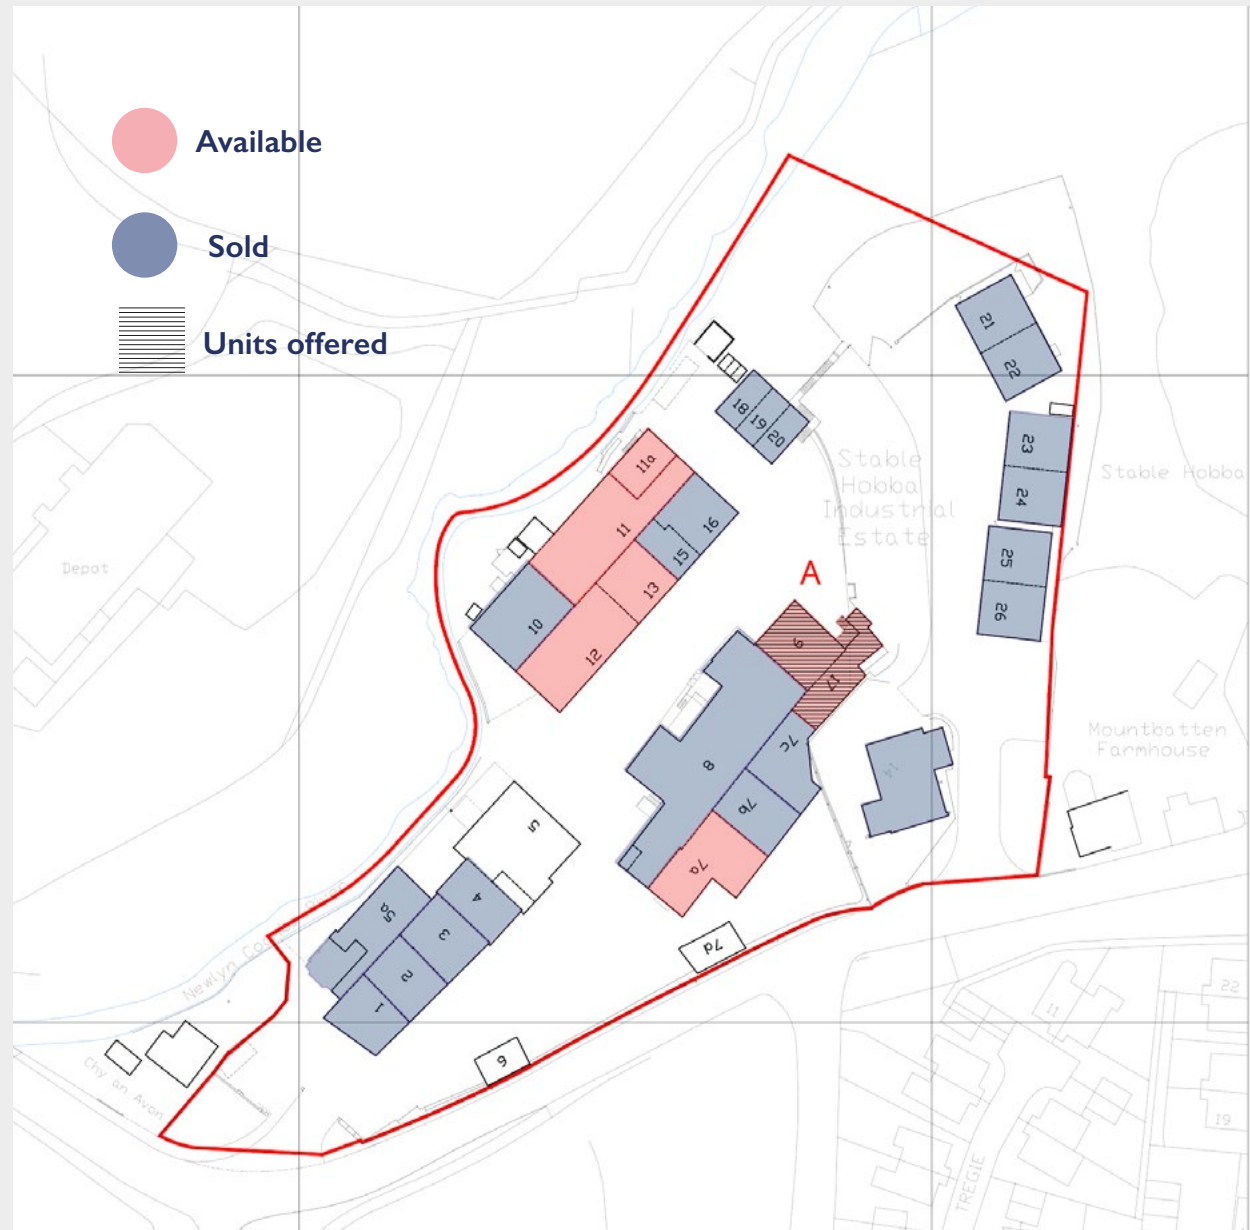 Available
Sold
Units offered
21
22
18
19
20
23
24
11a
Stable
Hobba
Industrial
Estate
Stable Hobba
16
11
15
25
Depot
13
26
10
A
9
12
17
7c
Mountbatten
Farmhouse
8
14
7b
5
7a
4
5a
3
7d
2
Newlyn
22
1
11
6
Chy an Avon
19
TREGIE